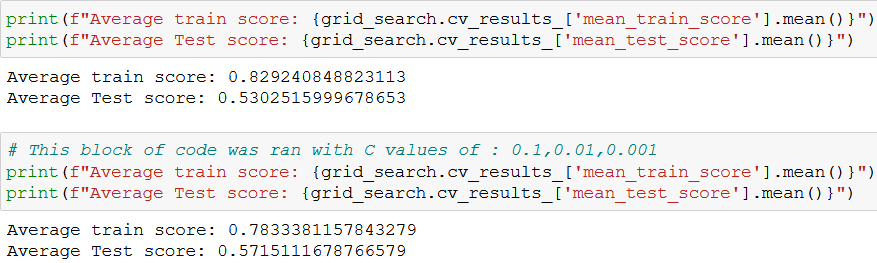 print(f"Average train score: {grid_search.cv_results_['mean_train_score'].mean()}")
print(f"Average Test score: {grid_search.cv_results_['mean_test_score'].mean()}")
Average train score: 0.829240848823113
Average Test score: 0.5302515999678653
# This block of code was ran with C values of : 0.1,0.01,0.001
print(f"Average train score: {grid_search.cv_results_['mean_train_score'].mean()}")
print(f"Average Test score: {grid_search.cv_results_['mean_test_score'].mean()}")
Average train score: 0.7833381157843279
Average Test score: 0.5715111678766579